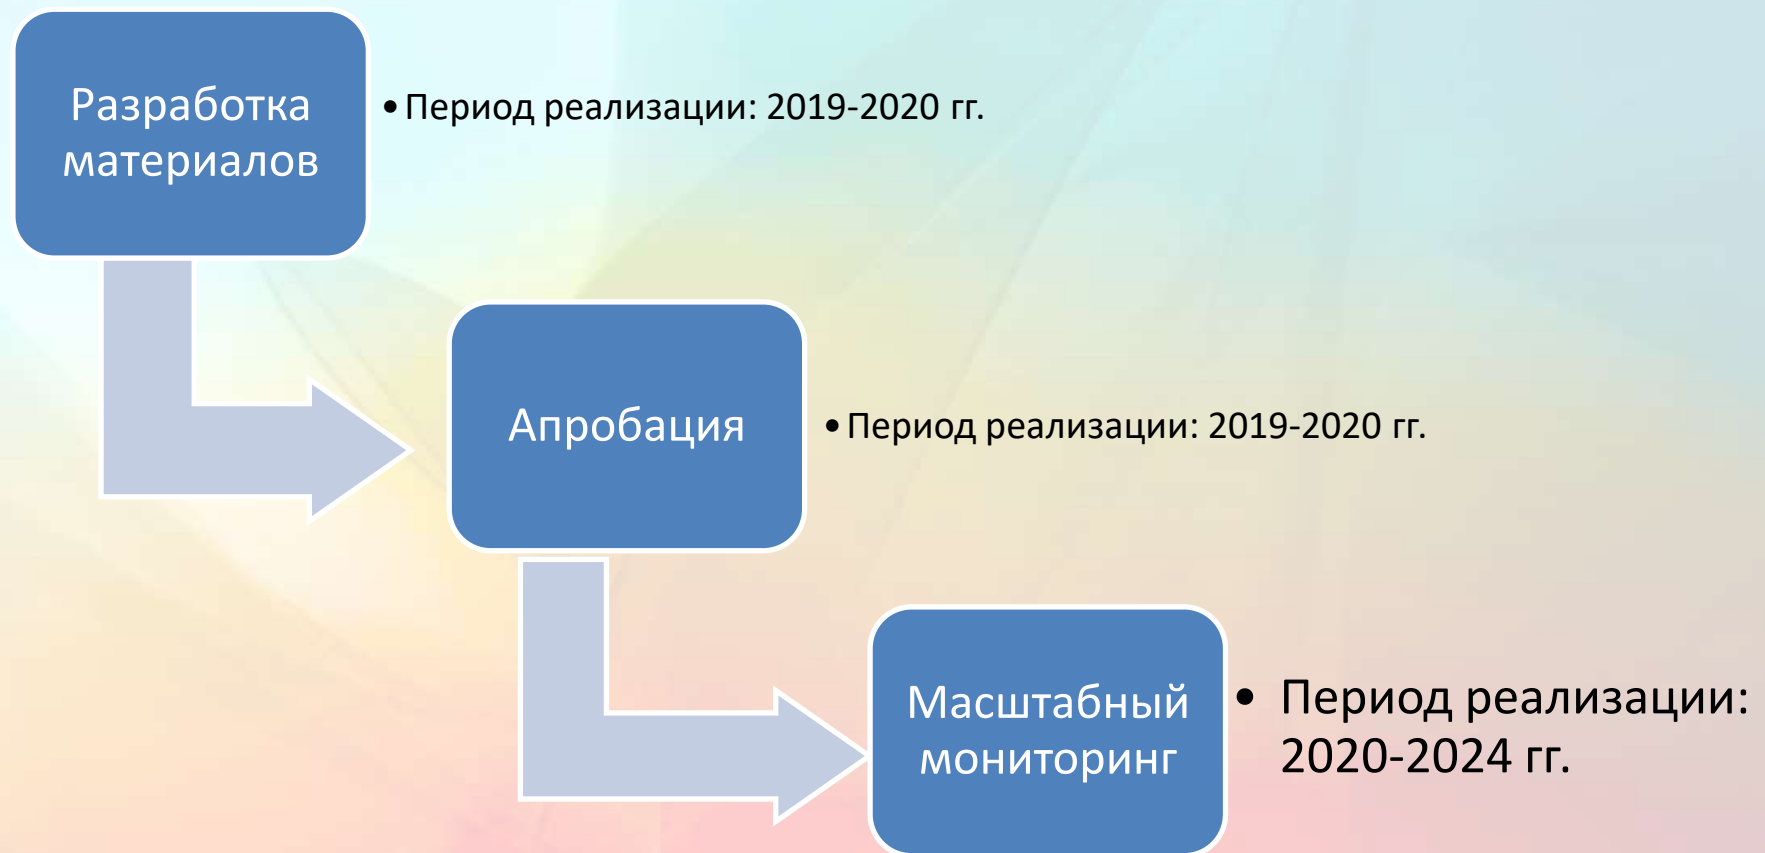 Разработка
материалов
• Период реализации: 2019-2020 гг.
Апробация
• Период реализации: 2019-2020 гг.
Масштабный
мониторинг
• Период реализации:
2020-2024 гг.